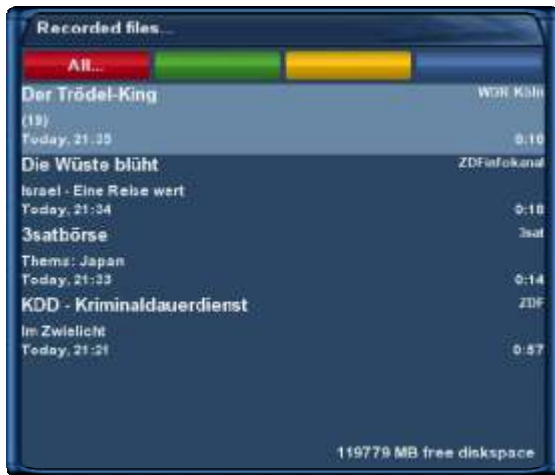 Recorded files...
All...
Der Trödel-King WDR Köln
(19)
Today, 21:35 0:10
Die Wüste blüht ZDFinfokanal
Israel - Eine Reise wert
Today, 21:34 0:18
3satbörse 3sat
Thema: Japan
Today, 21:33 0:14
KDD - Kriminaldauerdienst ZDF
Im Zwielicht
Today, 21:21 0:57
119779 MB free diskspace